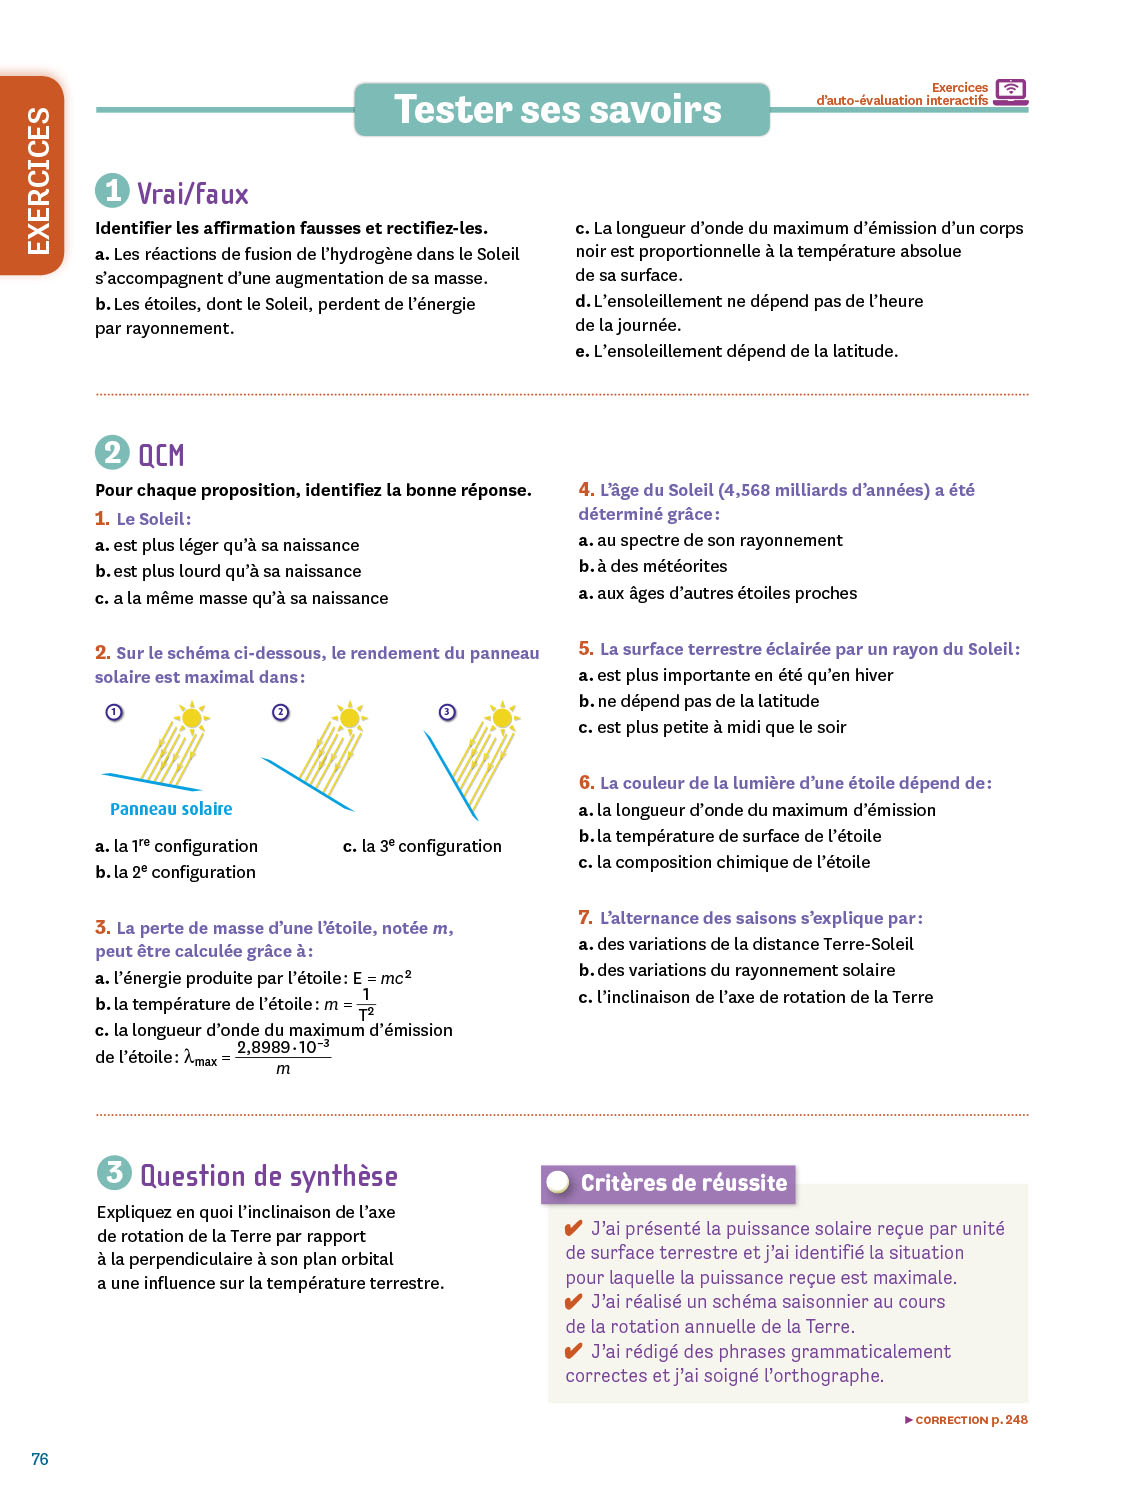 EXERCICES
Tester ses savoirs
Exercices
d'auto-évaluation interactifs
1 Vrai/faux
Identifier les affirmation fausses et rectifiez-les.
a. Les réactions de fusion de l'hydrogène dans le Soleil
s'accompagnent d'une augmentation de sa masse.
b. Les étoiles, dont le Soleil, perdent de l'énergie
par rayonnement.
c. La longueur d'onde du maximum d'émission d'un corps
noir est proportionnelle à la température absolue
de sa surface.
d. L'ensoleillement ne dépend pas de l'heure
de la journée.
e. L'ensoleillement dépend de la latitude.
2 QCM
Pour chaque proposition, identifiez la bonne réponse.
1. Le Soleil :
a. est plus léger qu'à sa naissance
b. est plus lourd qu'à sa naissance
c. a la même masse qu'à sa naissance
2. Sur le schéma ci-dessous, le rendement du panneau
solaire est maximal dans :
1 2 3
Panneau solaire
a. la 1re configuration
b. la 2e configuration
c. la 3e configuration
3. La perte de masse d'une l'étoile, notée m,
peut être calculée grâce à :
a. l'énergie produite par l'étoile : E = mc²
b. la température de l'étoile : m = 1/T²
c. la longueur d'onde du maximum d'émission
de l'étoile : λmax = 2,8989·10⁻³/m
4. L'âge du Soleil (4,568 milliards d'années) a été
déterminé grâce :
a. au spectre de son rayonnement
b. à des météorites
a. aux âges d'autres étoiles proches
5. La surface terrestre éclairée par un rayon du Soleil :
a. est plus importante en été qu'en hiver
b. ne dépend pas de la latitude
c. est plus petite à midi que le soir
6. La couleur de la lumière d'une étoile dépend de :
a. la longueur d'onde du maximum d'émission
b. la température de surface de l'étoile
c. la composition chimique de l'étoile
7. L'alternance des saisons s'explique par :
a. des variations de la distance Terre-Soleil
b. des variations du rayonnement solaire
c. l'inclinaison de l'axe de rotation de la Terre
3 Question de synthèse
Expliquez en quoi l'inclinaison de l'axe
de rotation de la Terre par rapport
à la perpendiculaire à son plan orbital
a une influence sur la température terrestre.
Critères de réussite
✔ J'ai présenté la puissance solaire reçue par unité
de surface terrestre et j'ai identifié la situation
pour laquelle la puissance reçue est maximale.
✔ J'ai réalisé un schéma saisonnier au cours
de la rotation annuelle de la Terre.
✔ J'ai rédigé des phrases grammaticalement
correctes et j'ai soigné l'orthographe.
▶ CORRECTION p. 248
76